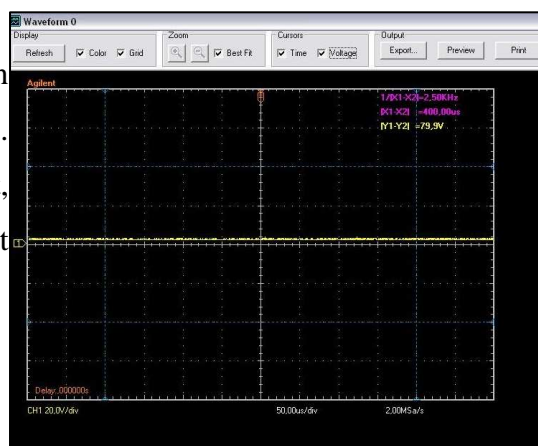 Waveform 0
Display
Zoom
Cursors
Output
Refresh
Color
Grid
Best Fit
Time
Voltage
Export...
Preview
Print
Agilent
1/|X1-X2|=2,50KHz
|X1-X2| =400,00us
|Y1-Y2| =79,9V
Delay:,000000s
CH1 20,0V/div
50,00us/div
2,00MSa/s